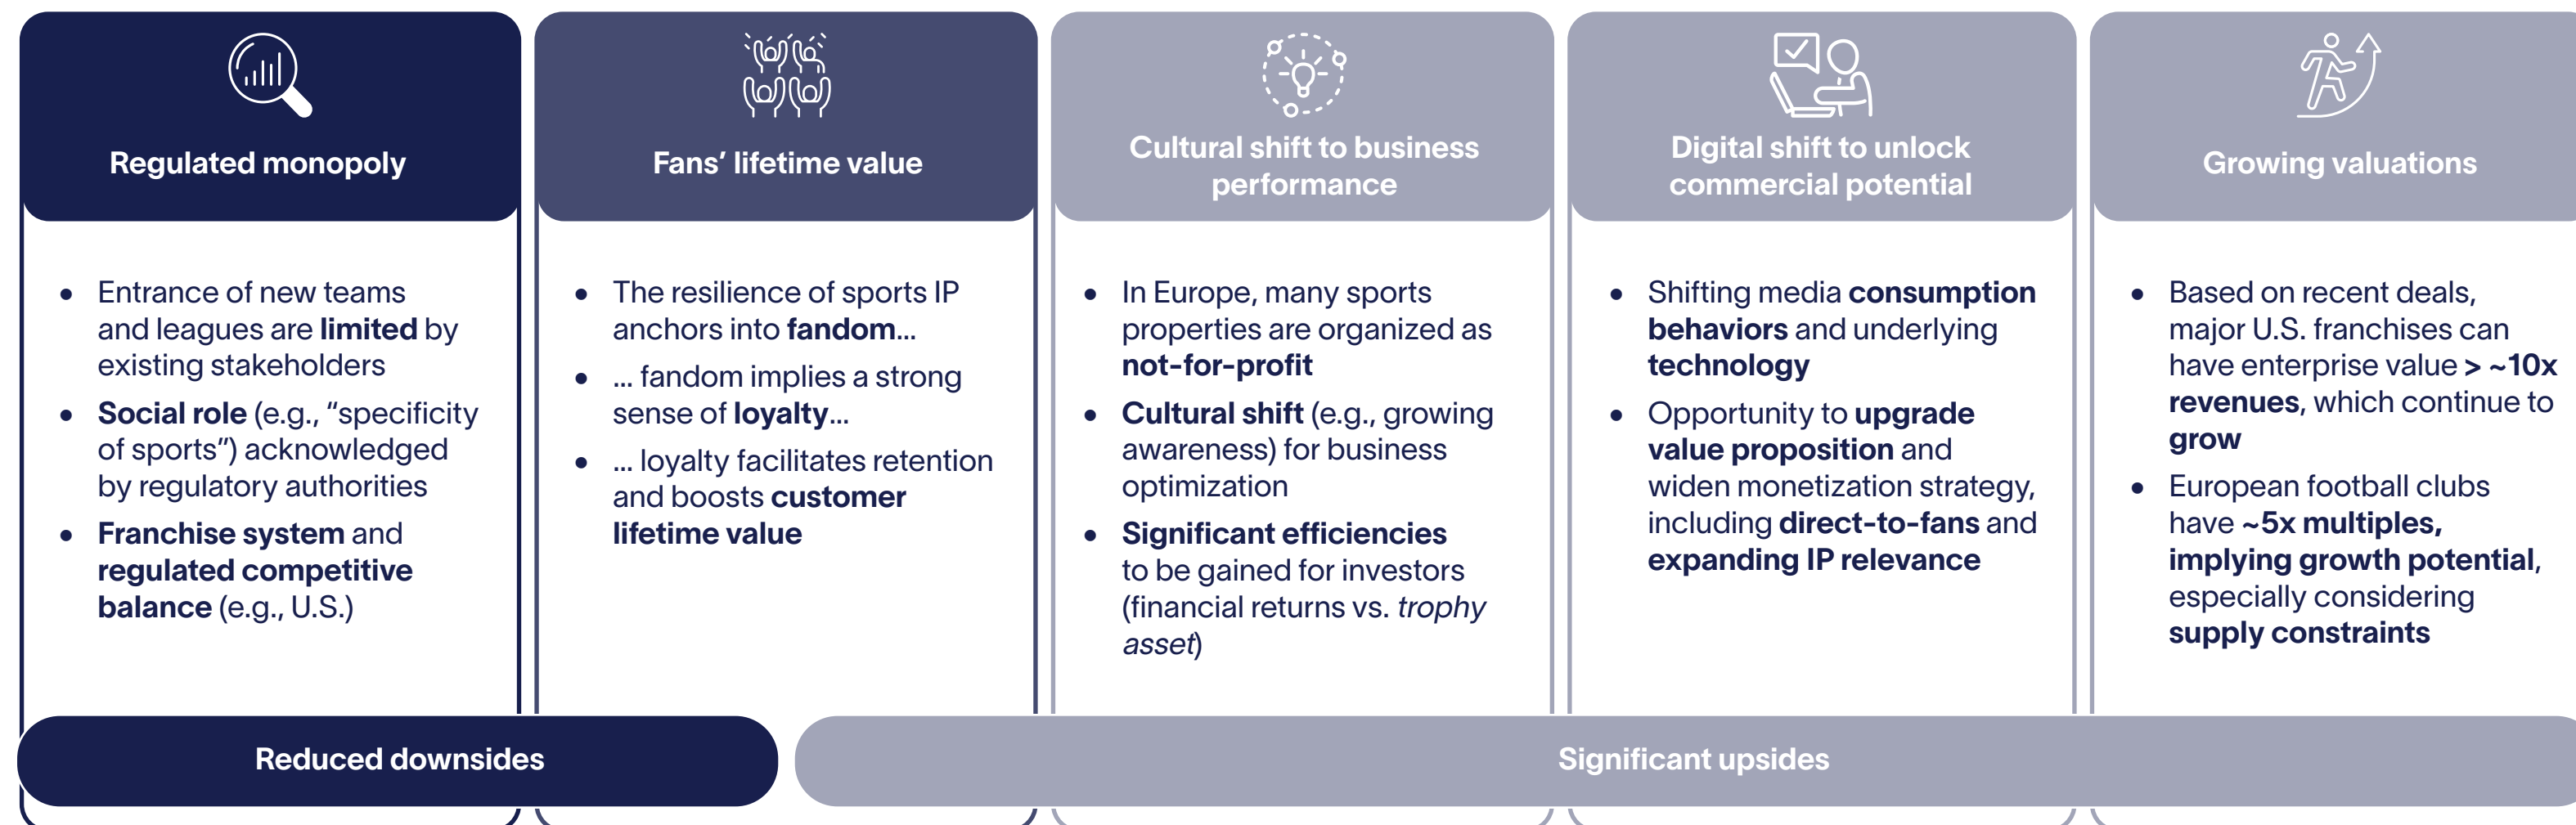 Regulated monopoly
• Entrance of new teams
and leagues are limited by
existing stakeholders
• Social role (e.g., “specificity
of sports”) acknowledged
by regulatory authorities
• Franchise system and
regulated competitive
balance (e.g., U.S.)
Fans’ lifetime value
• The resilience of sports IP
anchors into fandom...
• ... fandom implies a strong
sense of loyalty...
• ... loyalty facilitates retention
and boosts customer
lifetime value
Cultural shift to business
performance
• In Europe, many sports
properties are organized as
not-for-profit
• Cultural shift (e.g., growing
awareness) for business
optimization
• Significant efficiencies
to be gained for investors
(financial returns vs. trophy
asset)
Digital shift to unlock
commercial potential
• Shifting media consumption
behaviors and underlying
technology
• Opportunity to upgrade
value proposition and
widen monetization strategy,
including direct-to-fans and
expanding IP relevance
Growing valuations
• Based on recent deals,
major U.S. franchises can
have enterprise value > ~10x
revenues, which continue to
grow
• European football clubs
have ~5x multiples,
implying growth potential,
especially considering
supply constraints
Reduced downsides
Significant upsides